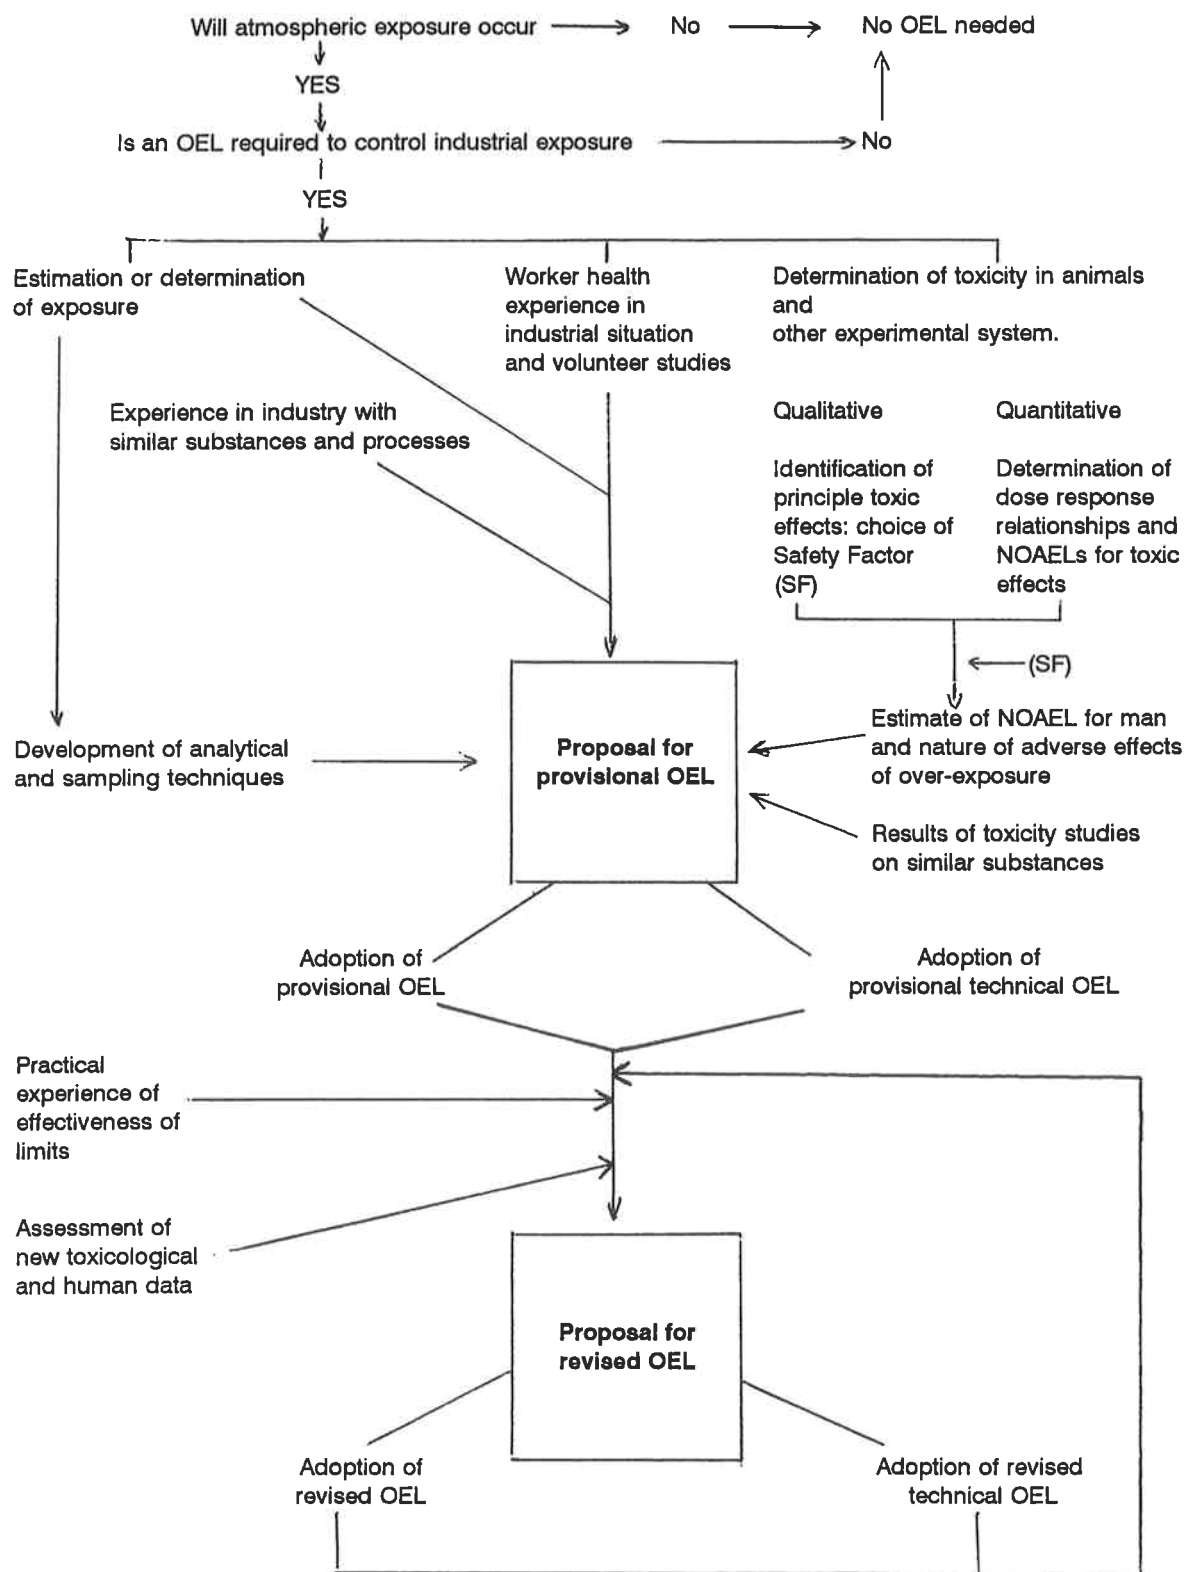 Will atmospheric exposure occur
No
No OEL needed
YES
Is an OEL required to control industrial exposure
No
YES
Estimation or determination
of exposure
Worker health
experience in
industrial situation
and volunteer studies
Determination of toxicity in animals
and
other experimental system.
Experience in industry with
similar substances and processes
Qualitative
Quantitative
Identification of
principle toxic
effects: choice of
Safety Factor
(SF)
Determination of
dose response
relationships and
NOAELs for toxic
effects
(SF)
Development of analytical
and sampling techniques
Proposal for
provisional OEL
Estimate of NOAEL for man
and nature of adverse effects
of over-exposure
Results of toxicity studies
on similar substances
Adoption of
provisional OEL
Adoption of
provisional technical OEL
Practical
experience of
effectiveness of
limits
Assessment of
new toxicological
and human data
Proposal for
revised OEL
Adoption of
revised OEL
Adoption of revised
technical OEL